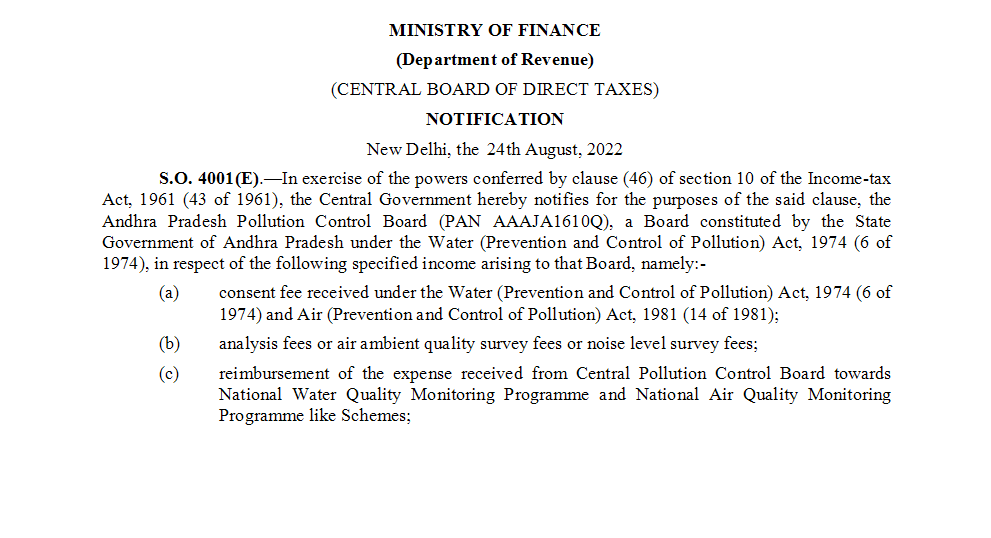 MINISTRY OF FINANCE
(Department of Revenue)
(CENTRAL BOARD OF DIRECT TAXES)
NOTIFICATION
New Delhi, the 24th August, 2022
S.O. 4001(E).—In exercise of the powers conferred by clause (46) of section 10 of the Income-tax
Act, 1961 (43 of 1961), the Central Government hereby notifies for the purposes of the said clause, the
Andhra Pradesh Pollution Control Board (PAN AAAJA1610Q), a Board constituted by the State
Government of Andhra Pradesh under the Water (Prevention and Control of Pollution) Act, 1974 (6 of
1974), in respect of the following specified income arising to that Board, namely:-
(a) consent fee received under the Water (Prevention and Control of Pollution) Act, 1974 (6 of
1974) and Air (Prevention and Control of Pollution) Act, 1981 (14 of 1981);
(b) analysis fees or air ambient quality survey fees or noise level survey fees;
(c) reimbursement of the expense received from Central Pollution Control Board towards
National Water Quality Monitoring Programme and National Air Quality Monitoring
Programme like Schemes;